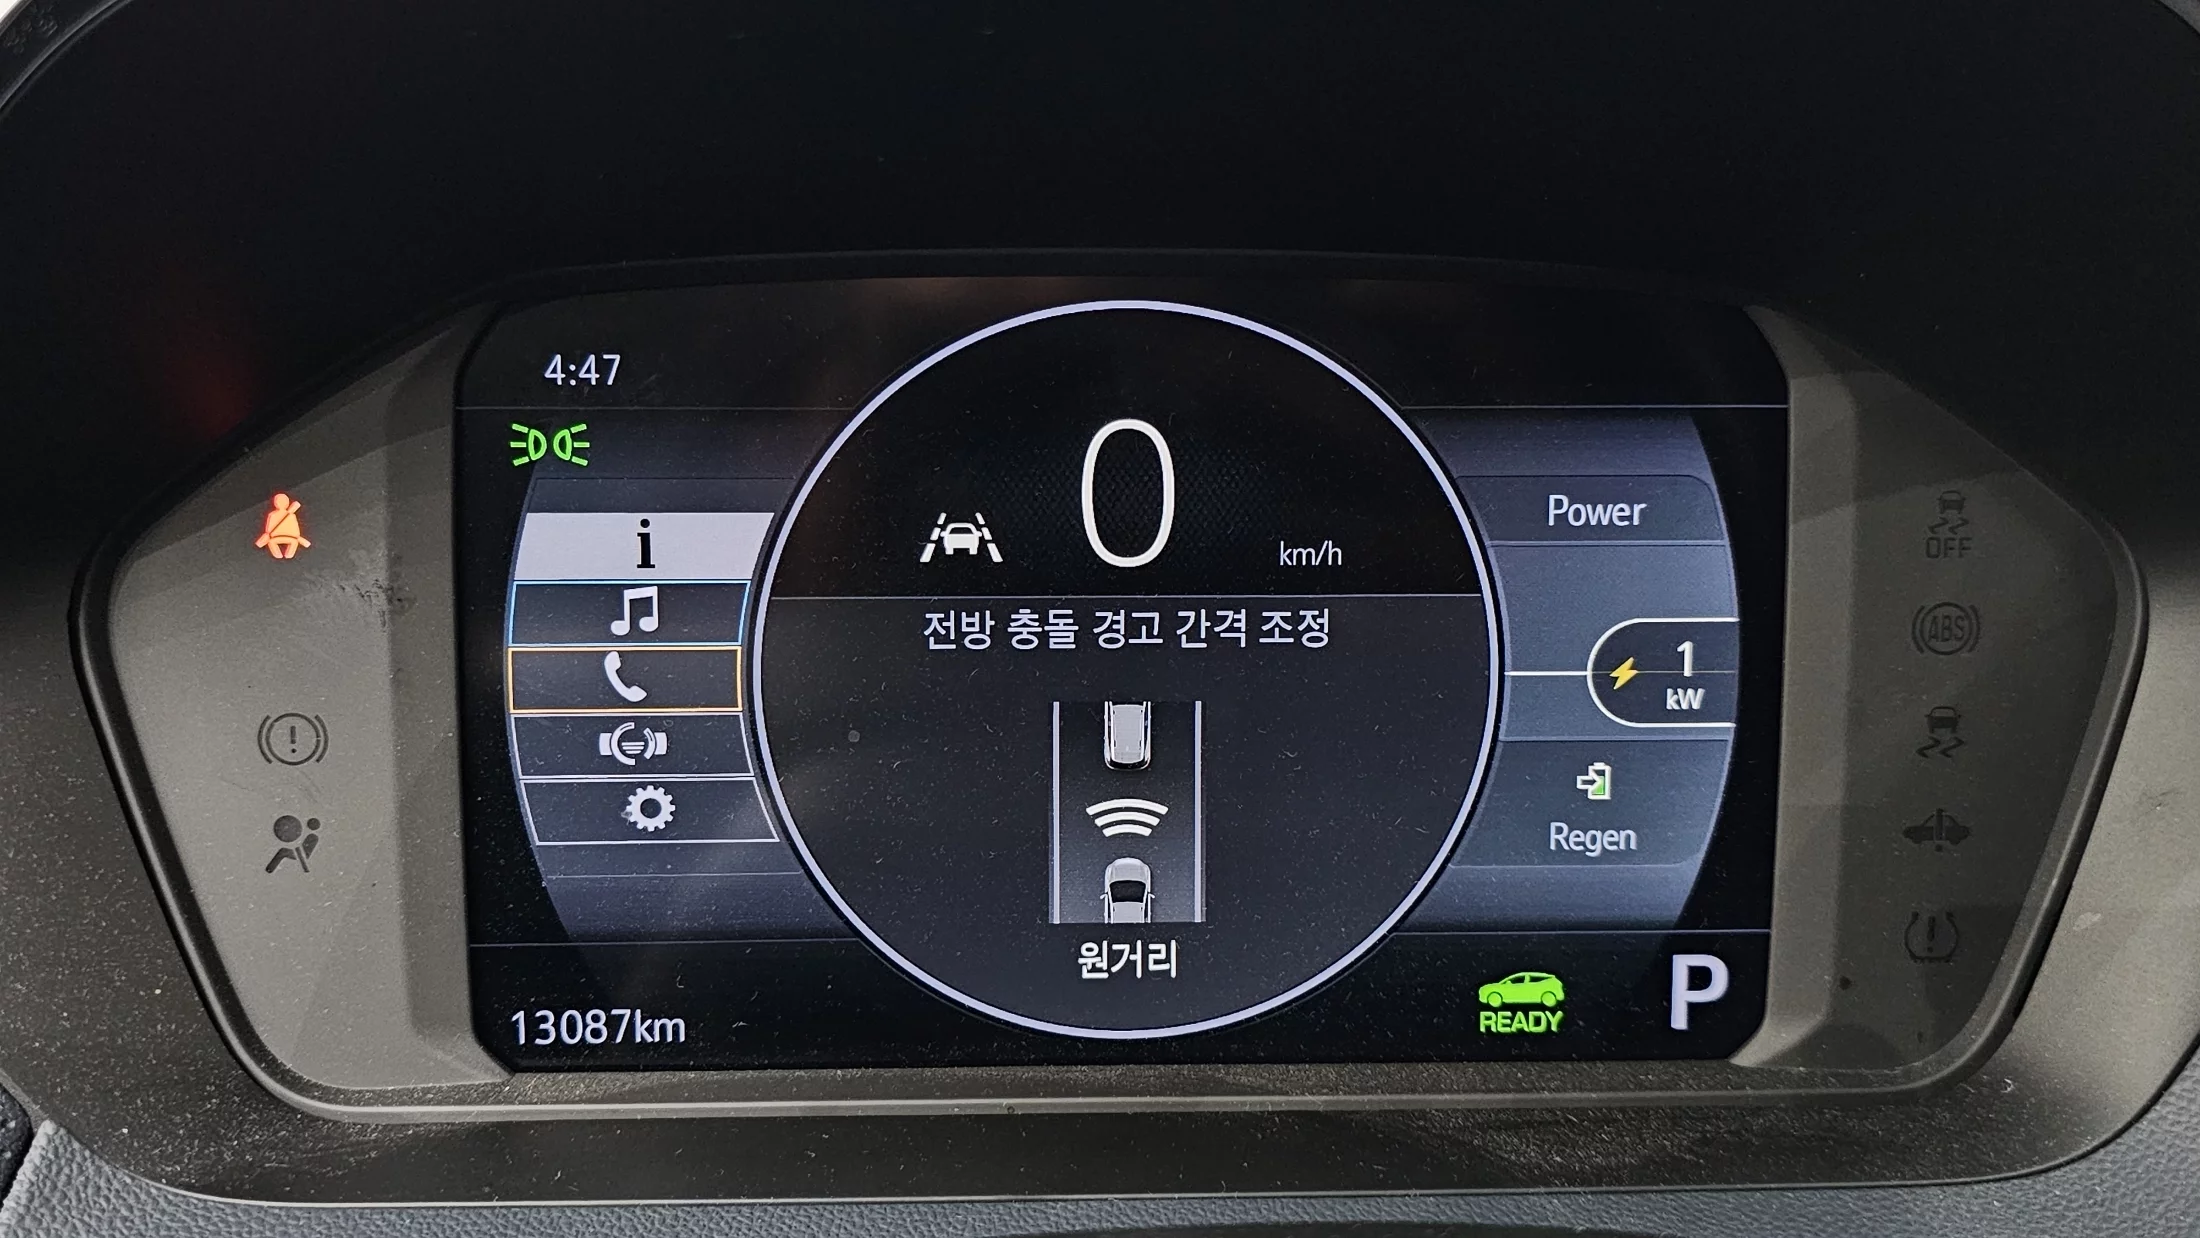 4:47
0
km/h
전방 충돌 경고 간격 조정
원거리
i
Power
1
kW
Regen
13087km
READY
P
OFF
ABS